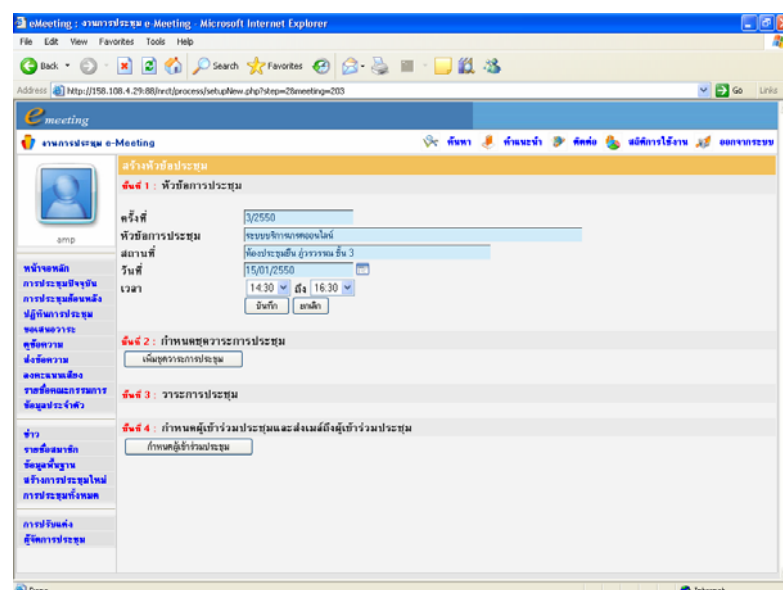 eMeeting : งานการประชุม e-Meeting - Microsoft Internet Explorer
File Edit View Favorites Tools Help
Back Search Favorites
Address http://158.108.4.29:88/nrct/process/setupNew.php?step=2&meeting=203 Go Links
e meeting
งานการประชุม e-Meeting ค้นหา คำแนะนำ ติดต่อ สถิติการใช้งาน ออกจากระบบ
amp
หน้าจอหลัก
การประชุมปัจจุบัน
การประชุมย้อนหลัง
ปฏิทินการประชุม
ขอเสนอวาระ
ดูข้อความ
ส่งข้อความ
ลงคะแนนเสียง
รายชื่อคณะกรรมการ
ข้อมูลประจำตัว
ข่าว
รายชื่อสมาชิก
ข้อมูลพื้นฐาน
สร้างการประชุมใหม่
การประชุมทั้งหมด
การปรับแต่ง
ผู้จัดการประชุม
สร้างหัวข้อประชุม
ขั้นที่ 1 : หัวข้อการประชุม
ครั้งที่ 3/2550
หัวข้อการประชุม
สถานที่ ห้องประชุมยืน ภู่วรวรรณ ชั้น 3
วันที่ 15/01/2550
เวลา 14:30 ถึง 16:30
บันทึก ยกเลิก
ขั้นที่ 2 : กำหนดชุดวาระการประชุม
เพิ่มชุดวาระการประชุม
ขั้นที่ 3 : วาระการประชุม
ขั้นที่ 4 : กำหนดผู้เข้าร่วมประชุมและส่งเมล์ถึงผู้เข้าร่วมประชุม
กำหนดผู้เข้าร่วมประชุม